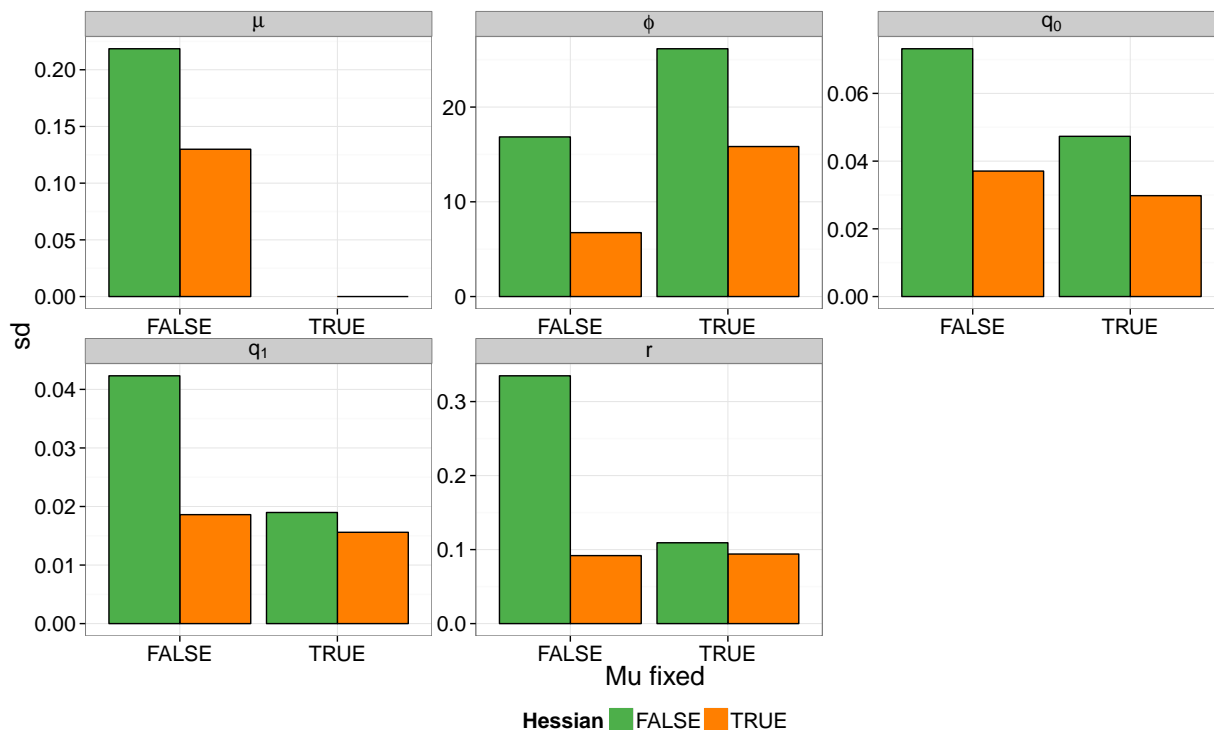 μ
ϕ
q0
0.20
0.15
0.10
0.05
0.00
20
10
0
0.06
0.04
0.02
0.00
FALSE TRUE
FALSE TRUE
FALSE TRUE
sd
q1
r
0.04
0.03
0.02
0.01
0.00
0.3
0.2
0.1
0.0
FALSE TRUE
FALSE TRUE
Mu fixed
Hessian FALSE TRUE